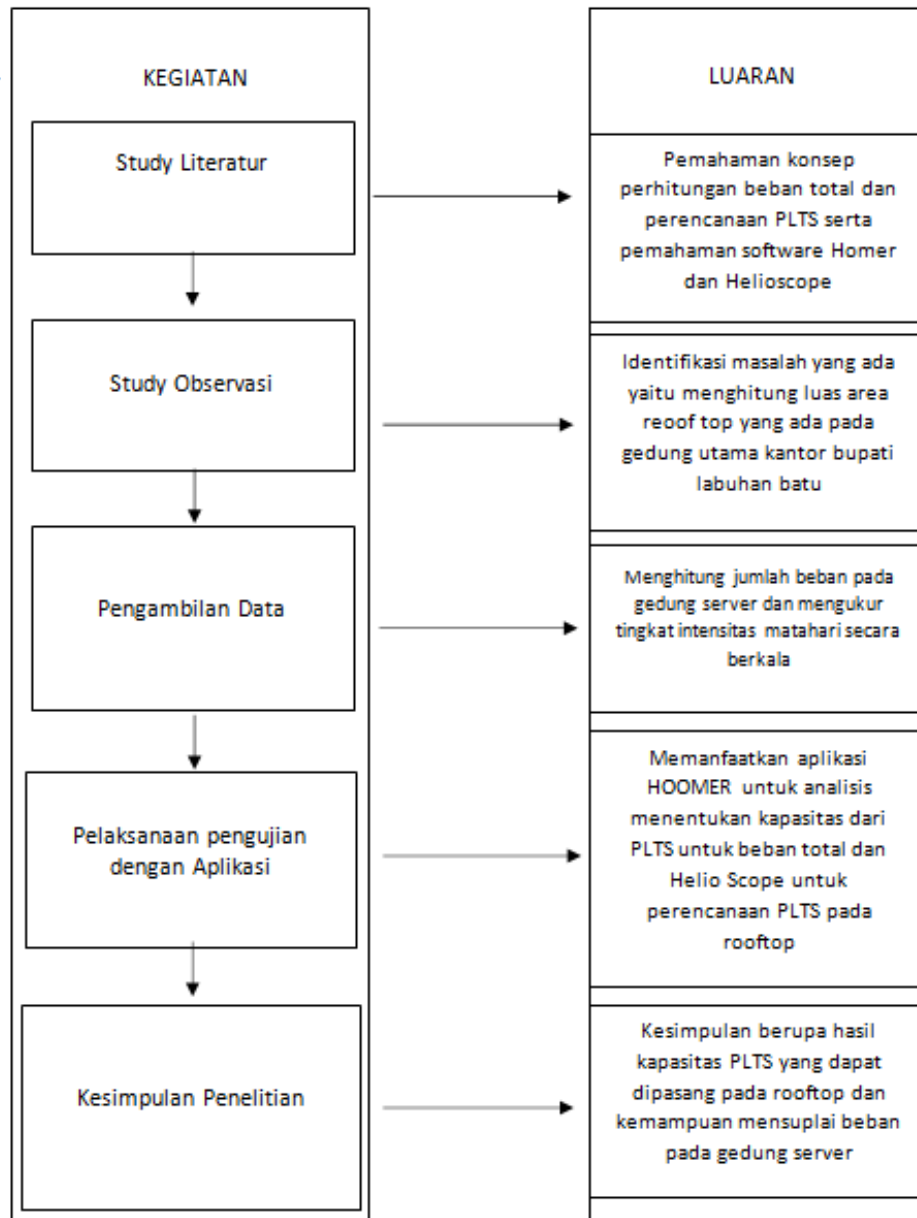 KEGIATAN
Study Literatur
Study Observasi
Pengambilan Data
Pelaksanaan pengujian
dengan Aplikasi
Kesimpulan Penelitian
LUARAN
Pemahaman konsep
perhitungan beban total dan
perencanaan PLTS serta
pemahaman software Homer
dan Helioscope
Identifikasi masalah yang ada
yaitu menghitung luas area
reoof top yang ada pada
gedung utama kantor bupati
labuhan batu
Menghitung jumlah beban pada
gedung server dan mengukur
tingkat intensitas matahari secara
berkala
Memanfaatkan aplikasi
HOOMER untuk analisis
menentukan kapasitas dari
PLTS untuk beban total dan
Helio Scope untuk
perencanaan PLTS pada
rooftop
Kesimpulan berupa hasil
kapasitas PLTS yang dapat
dipasang pada rooftop dan
kemampuan mensuplai beban
pada gedung server